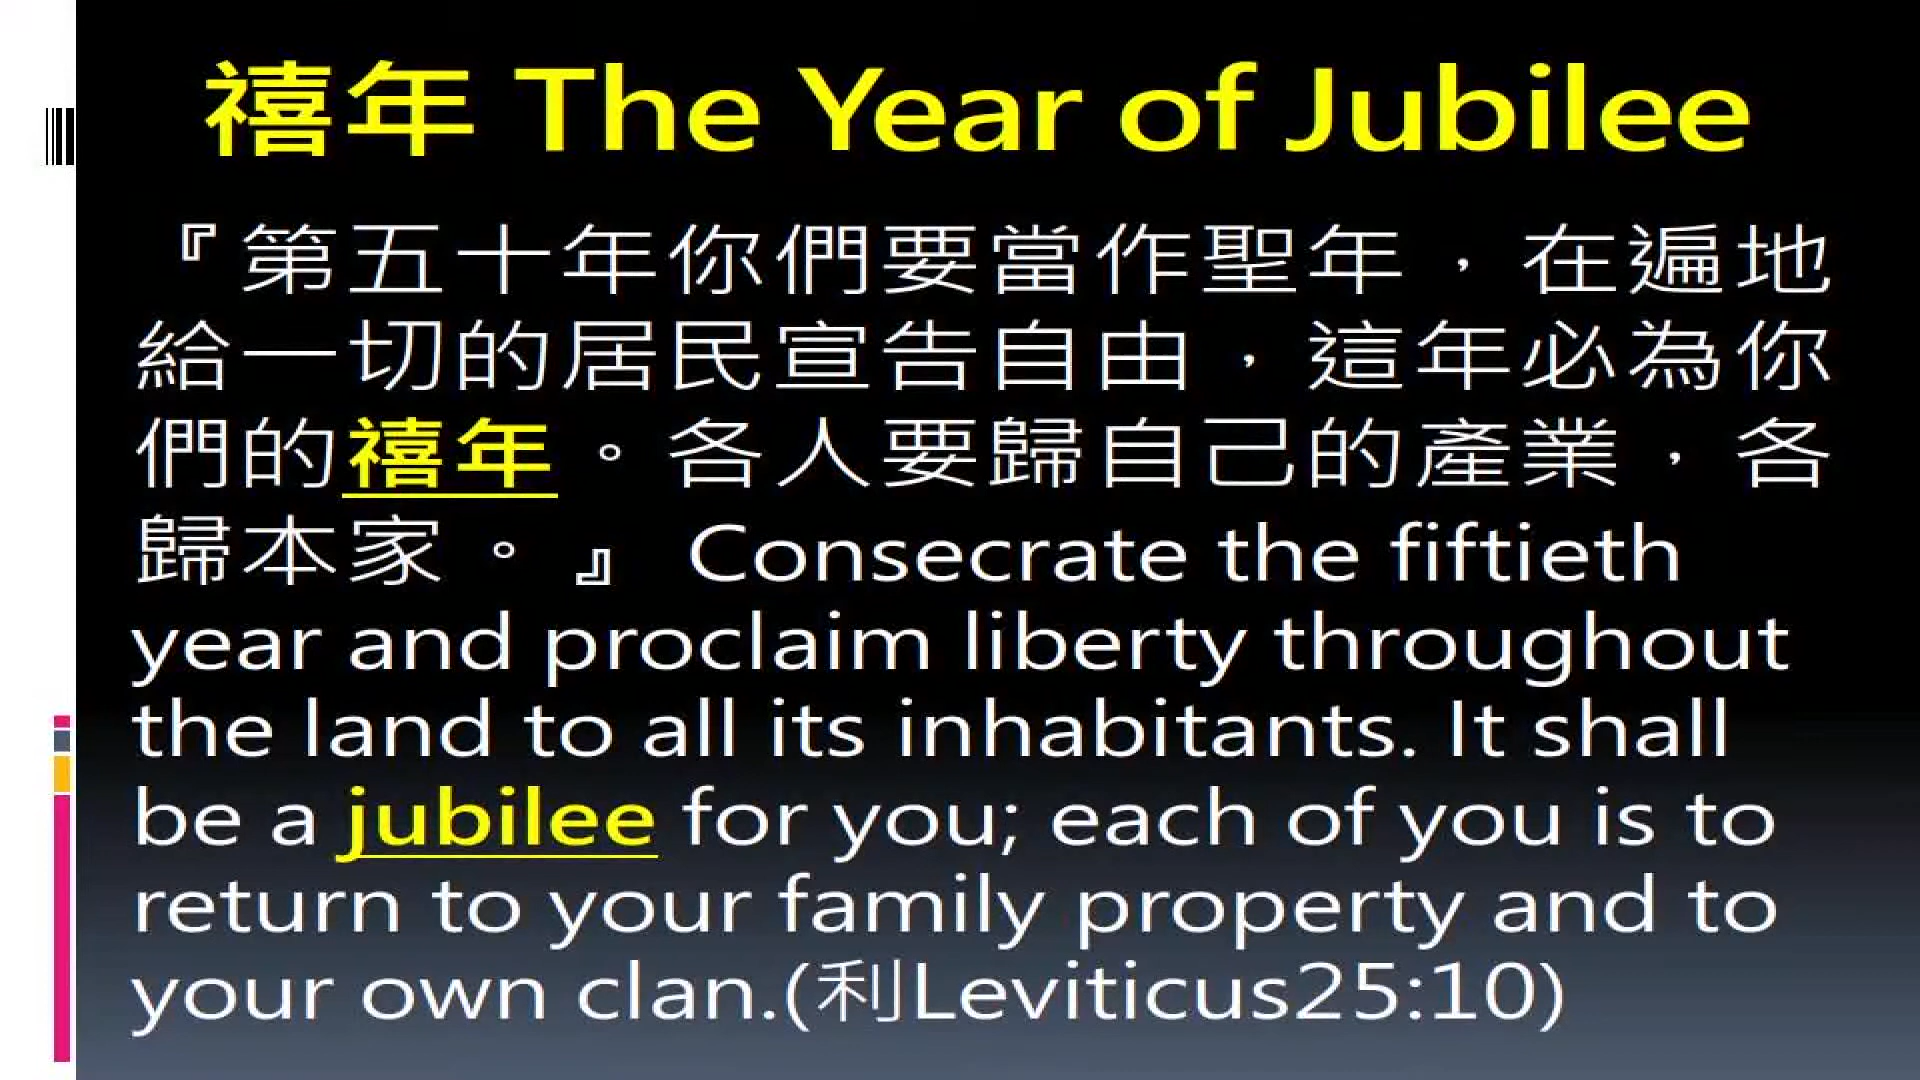 禧年 The Year of Jubilee
『第五十年你們要當作聖年，在遍地
給一切的居民宣告自由，這年必為你
們的禧年。各人要歸自己的產業，各
歸本家。』 Consecrate the fiftieth
year and proclaim liberty throughout
the land to all its inhabitants. It shall
be a jubilee for you; each of you is to
return to your family property and to
your own clan.(利Leviticus25:10)